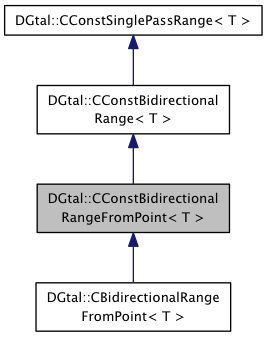 DGtal::CConstSinglePassRange< T >
DGtal::CConstBidirectional
Range< T >
DGtal::CConstBidirectional
RangeFromPoint< T >
DGtal::CBidirectionalRange
FromPoint< T >